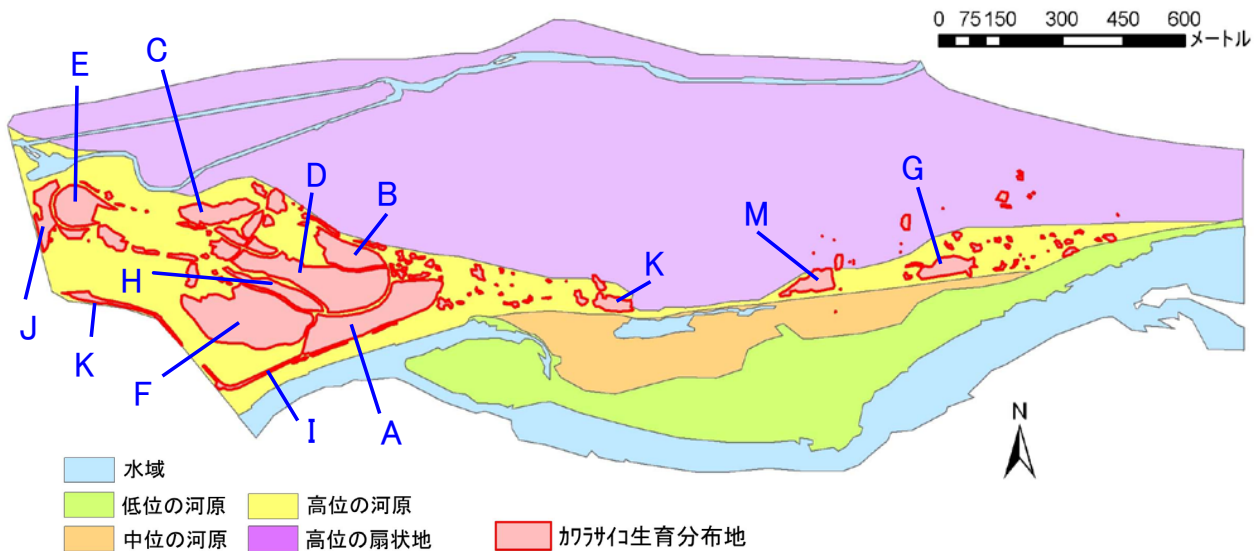 0 75 150 300 450 600
メートル
C
E
D
B
G
M
H
K
J
K
F
I
A
N
水域
低位の河原
高位の河原
中位の河原
高位の扇状地
ｶﾜﾗｻｲｺ生育分布地